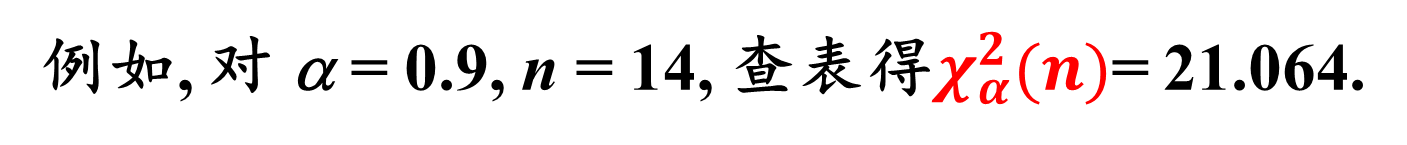 例如, 对 α = 0.9, n = 14, 查表得χ²_α(n)= 21.064.